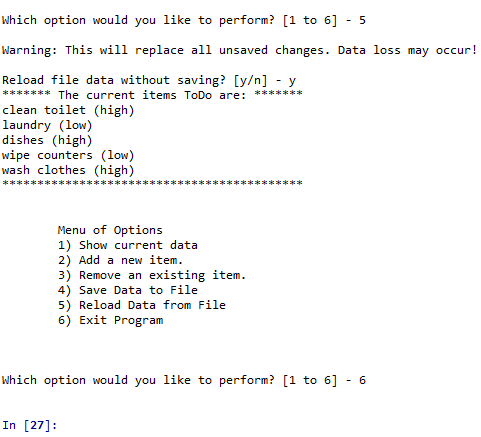 Which option would you like to perform? [1 to 6] - 5
Warning: This will replace all unsaved changes. Data loss may occur!
Reload file data without saving? [y/n] - y
******* The current items ToDo are: *******
clean toilet (high)
laundry (low)
dishes (high)
wipe counters (low)
wash clothes (high)
*******************************************
Menu of Options
1) Show current data
2) Add a new item.
3) Remove an existing item.
4) Save Data to File
5) Reload Data from File
6) Exit Program
Which option would you like to perform? [1 to 6] - 6
In [27]: